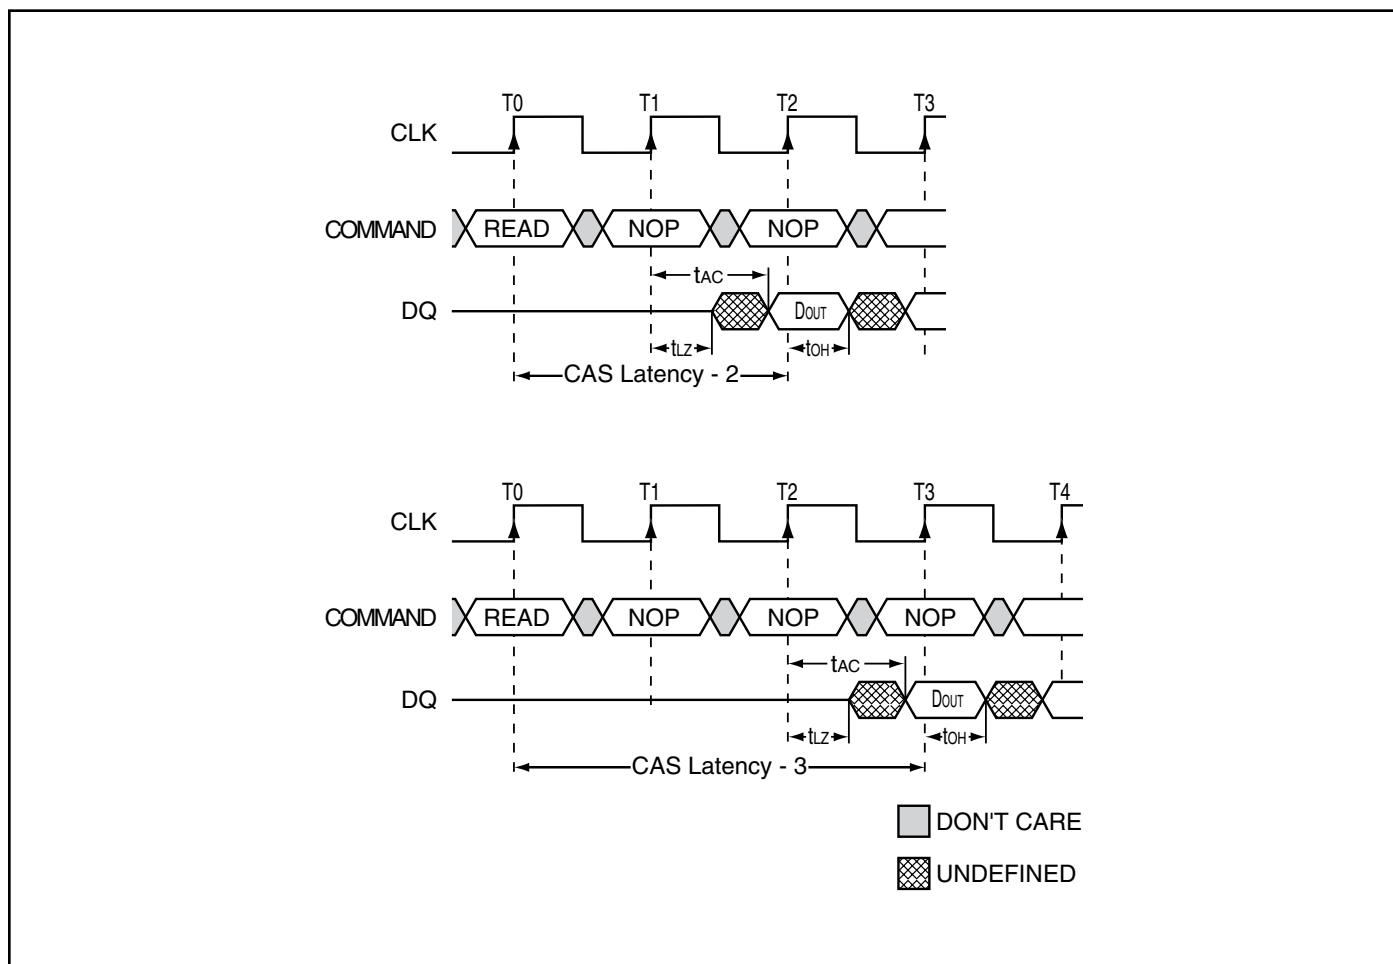 T0 T1 T2 T3
CLK
COMMAND READ NOP NOP
tAC
DQ DOUT
tLZ tOH
CAS Latency - 2
T0 T1 T2 T3 T4
CLK
COMMAND READ NOP NOP NOP
tAC
DQ DOUT
tLZ tOH
CAS Latency - 3
DON'T CARE
UNDEFINED